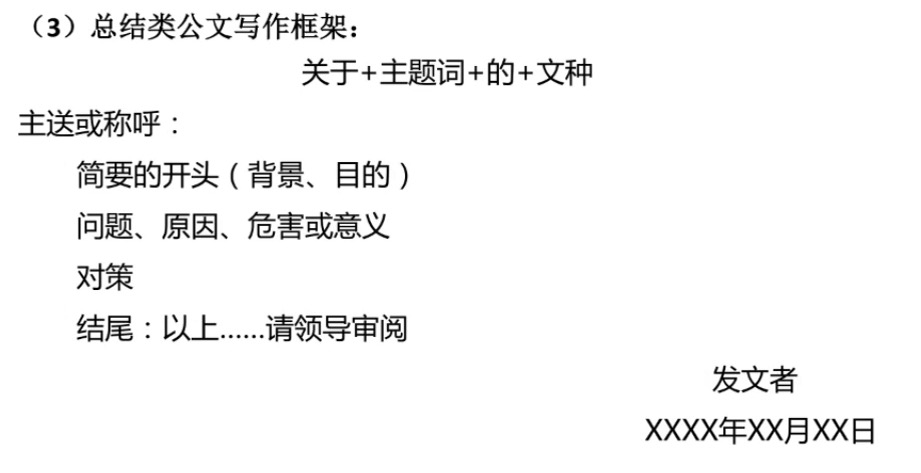 （3）总结类公文写作框架：
关于+主题词+的+文种
主送或称呼：
简要的开头（背景、目的）
问题、原因、危害或意义
对策
结尾：以上……请领导审阅
发文者
XXXX年XX月XX日